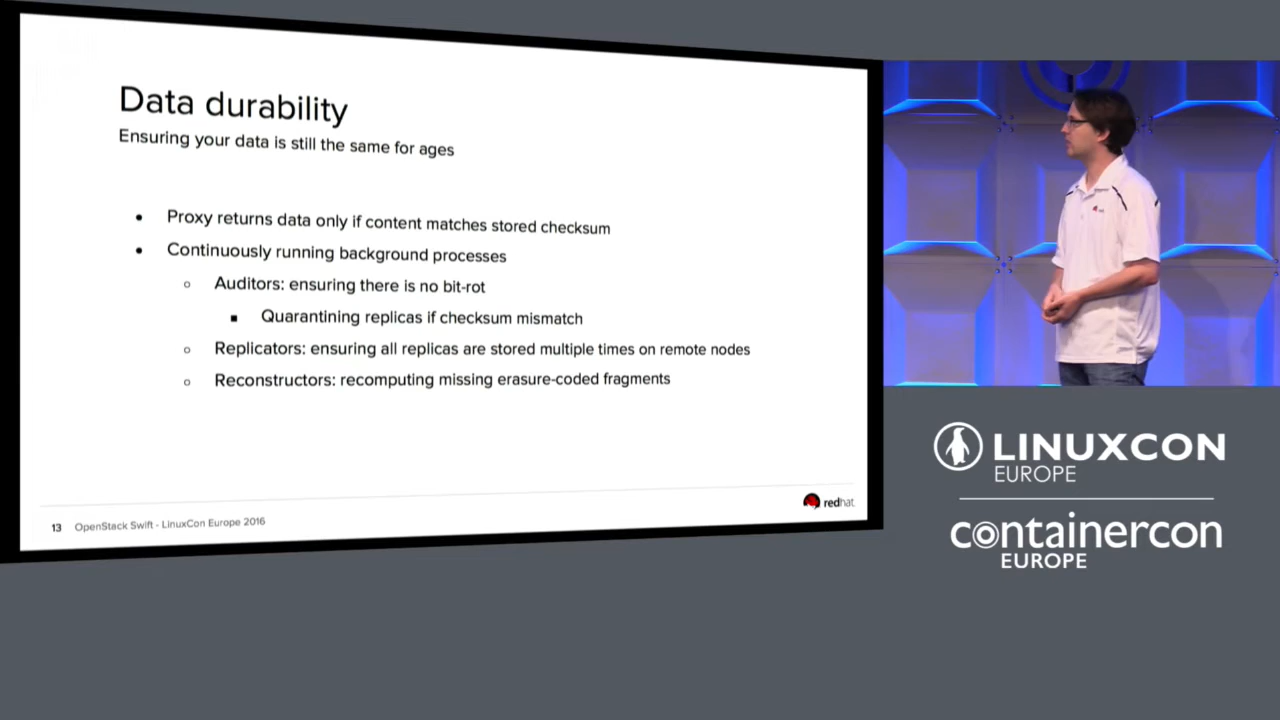 Data durability
Ensuring your data is still the same for ages
● Proxy returns data only if content matches stored checksum
● Continuously running background processes
○ Auditors: ensuring there is no bit-rot
■ Quarantining replicas if checksum mismatch
○ Replicators: ensuring all replicas are stored multiple times on remote nodes
○ Reconstructors: recomputing missing erasure-coded fragments
redhat.
13 OpenStack Swift - LinuxCon Europe 2016
LINUXCON
EUROPE
containercon
EUROPE